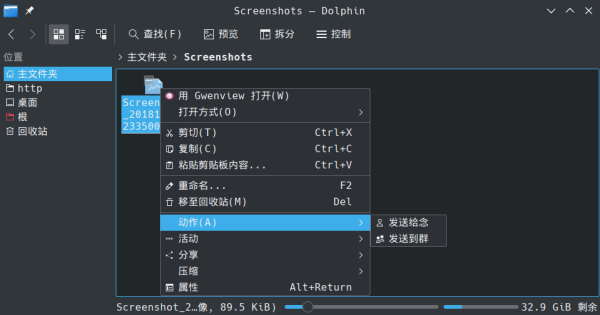 Screenshots — Dolphin
查找(F) 预览 拆分 控制
位置
主文件夹 > Screenshots
主文件夹
http
桌面
根
回收站
Screen
_20181
233500
用 Gwenview 打开(W)
打开方式(O)
剪切(T) Ctrl+X
复制(C) Ctrl+C
粘贴剪贴板内容... Ctrl+V
重命名... F2
移至回收站(M) Del
动作(A)
发送给念
发送到群
活动
分享
压缩
属性 Alt+Return
Screenshot_2…像, 89.5 KiB)
32.9 GiB 剩余